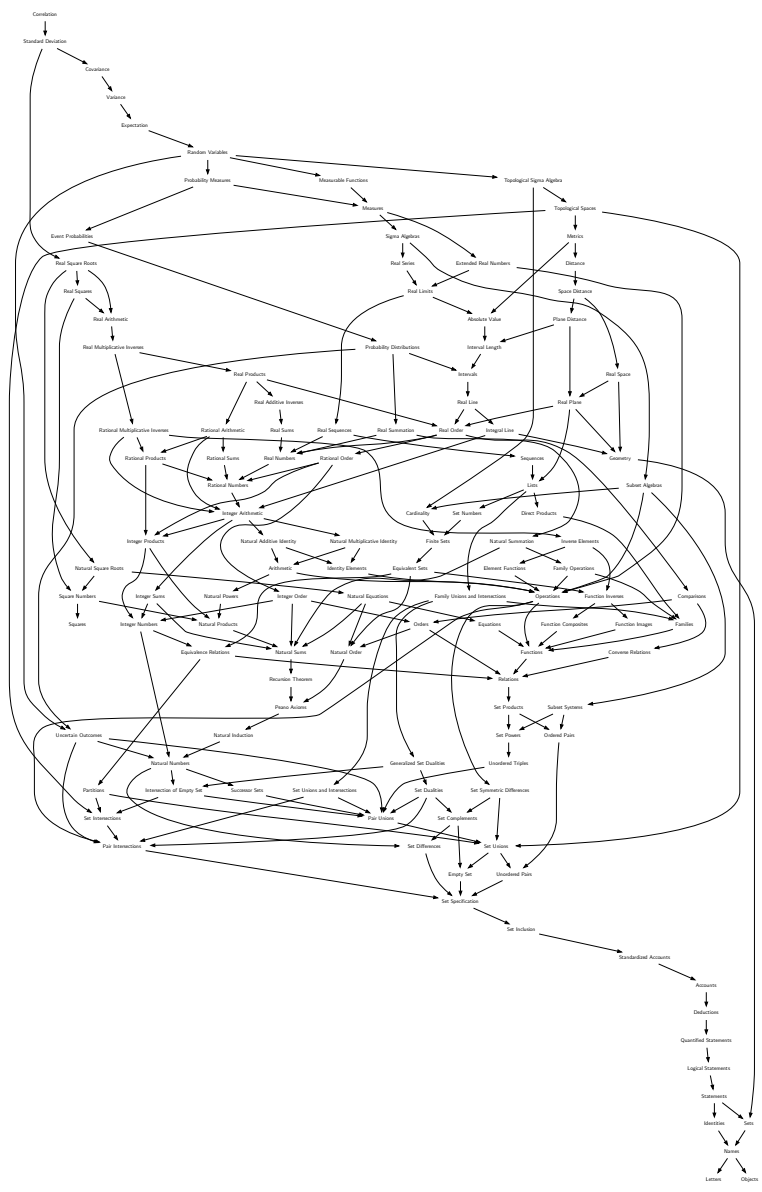 Correlation
Standard Deviation
Covariance
Variance
Expectation
Random Variables
Probability Measures
Measurable Functions
Topological Sigma Algebra
Measures
Topological Spaces
Event Probabilities
Sigma Algebras
Metrics
Real Square Roots
Real Series
Extended Real Numbers
Distance
Real Squares
Real Limits
Space Distance
Real Arithmetic
Absolute Value
Plane Distance
Real Multiplicative Inverses
Probability Distributions
Interval Length
Real Products
Intervals
Real Space
Real Additive Inverses
Real Line
Real Plane
Rational Multiplicative Inverses
Rational Arithmetic
Real Sums
Real Sequences
Real Summation
Real Order
Integral Line
Rational Products
Rational Sums
Real Numbers
Rational Order
Sequences
Geometry
Rational Numbers
Lists
Subset Algebras
Integer Arithmetic
Cardinality
Set Numbers
Direct Products
Integer Products
Natural Additive Identity
Natural Multiplicative Identity
Finite Sets
Natural Summation
Inverse Elements
Natural Square Roots
Arithmetic
Identity Elements
Equivalent Sets
Element Functions
Family Operations
Square Numbers
Integer Sums
Natural Powers
Integer Order
Natural Equations
Family Unions and Intersections
Operations
Function Inverses
Comparisons
Squares
Integer Numbers
Natural Products
Orders
Equations
Function Composites
Function Images
Families
Equivalence Relations
Natural Sums
Natural Order
Functions
Converse Relations
Recursion Theorem
Relations
Peano Axioms
Set Products
Subset Systems
Uncertain Outcomes
Natural Induction
Set Powers
Ordered Pairs
Natural Numbers
Generalized Set Dualities
Unordered Triples
Partitions
Intersection of Empty Set
Successor Sets
Set Unions and Intersections
Set Dualities
Set Symmetric Differences
Set Intersections
Pair Unions
Set Complements
Pair Intersections
Set Differences
Set Unions
Empty Set
Unordered Pairs
Set Specification
Set Inclusion
Standardized Accounts
Accounts
Deductions
Quantified Statements
Logical Statements
Statements
Identities
Sets
Names
Letters
Objects